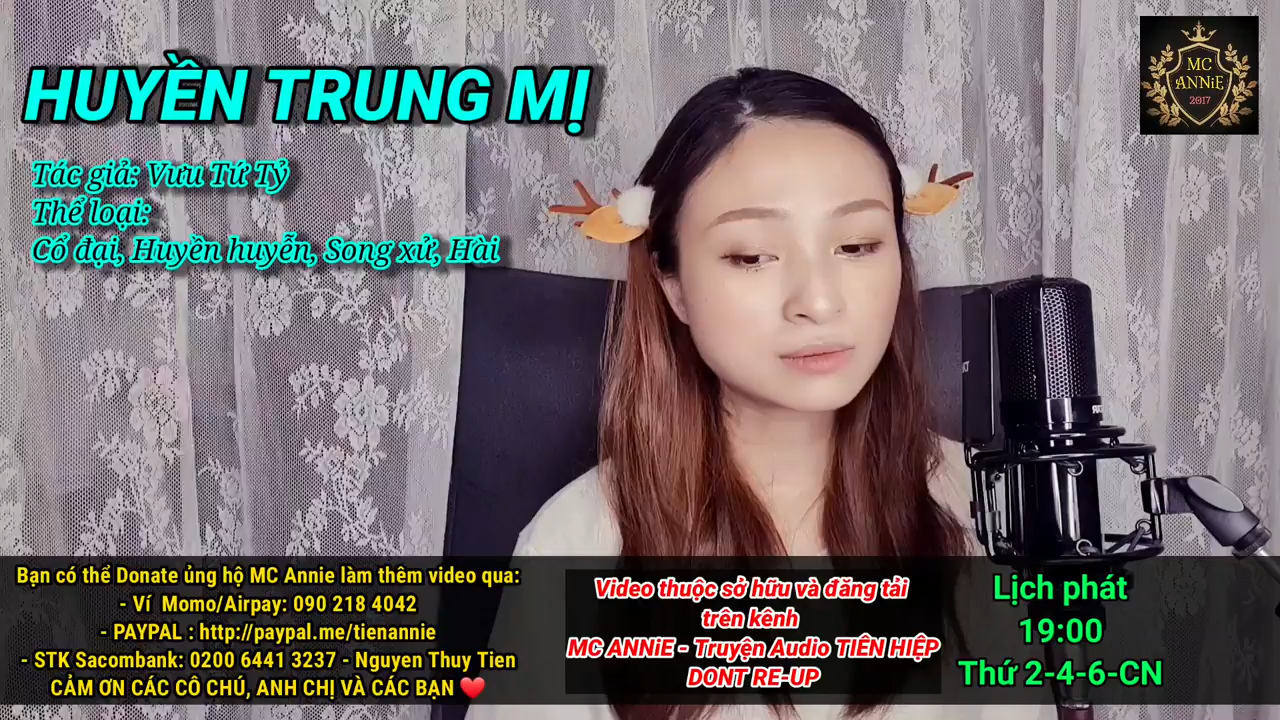 HUYỀN TRUNG MỊ
Tác giả: Vưu Tứ Tỷ
Thể loại:
Cổ đại, Huyền huyễn, Song xử, Hài
MC
ANNiE
2017
Bạn có thể Donate ủng hộ MC Annie làm thêm video qua:
- Ví Momo/Airpay: 090 218 4042
- PAYPAL : http://paypal.me/tienannie
- STK Sacombank: 0200 6441 3237 - Nguyen Thuy Tien
CẢM ƠN CÁC CÔ CHÚ, ANH CHỊ VÀ CÁC BẠN ❤
Video thuộc sở hữu và đăng tải
trên kênh
MC ANNiE - Truyện Audio TIÊN HIỆP
DONT RE-UP
Lịch phát
19:00
Thứ 2-4-6-CN